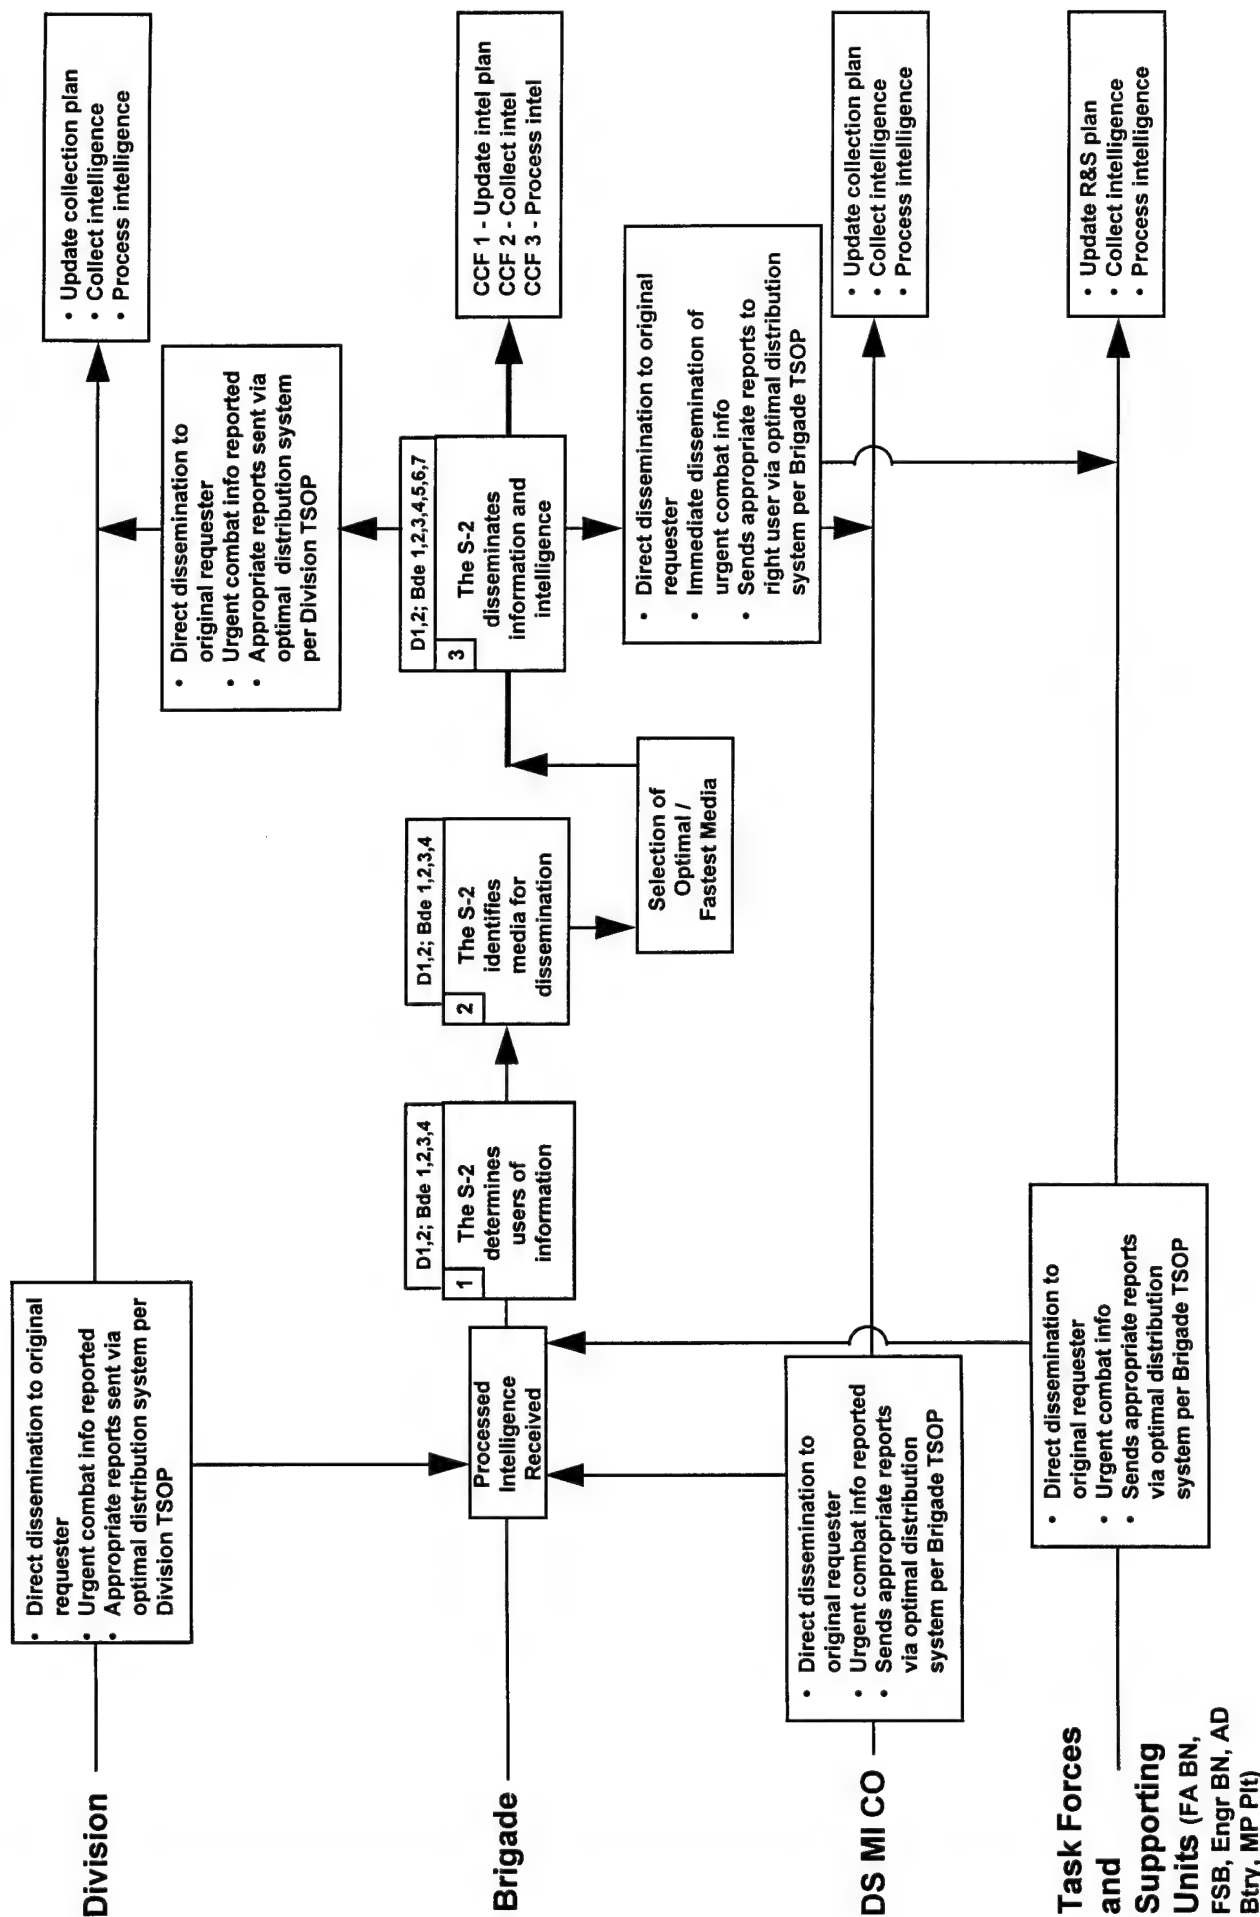 Division
• Direct dissemination to original
requester
• Urgent combat info reported
• Appropriate reports sent via
optimal distribution system per
Division TSOP
• Direct dissemination to
original requester
• Urgent combat info reported
• Appropriate reports sent via
optimal distribution system
per Division TSOP
• Update collection plan
• Collect intelligence
• Process intelligence
Brigade
Processed
Intelligence
Received
D1,2; Bde 1,2,3,4
1
The S-2
determines
users of
information
D1,2; Bde 1,2,3,4
2
The S-2
identifies
media for
dissemination
Selection of
Optimal /
Fastest Media
D1,2; Bde 1,2,3,4,5,6,7
3
The S-2
disseminates
information and
intelligence
CCF 1 - Update intel plan
CCF 2 - Collect intel
CCF 3 - Process intel
• Direct dissemination to original
requester
• Immediate dissemination of
urgent combat info
• Sends appropriate reports to
right user via optimal distribution
system per Brigade TSOP
DS MI CO
• Direct dissemination to
original requester
• Urgent combat info reported
• Sends appropriate reports
via optimal distribution
system per Brigade TSOP
• Update collection plan
• Collect intelligence
• Process intelligence
Task Forces
and
Supporting
Units (FA BN,
FSB, Engr BN, AD
Btry, MP Plt)
• Direct dissemination to
original requester
• Urgent combat info
• Sends appropriate reports
via optimal distribution
system per Brigade TSOP
• Update R&S plan
• Collect intelligence
• Process intelligence